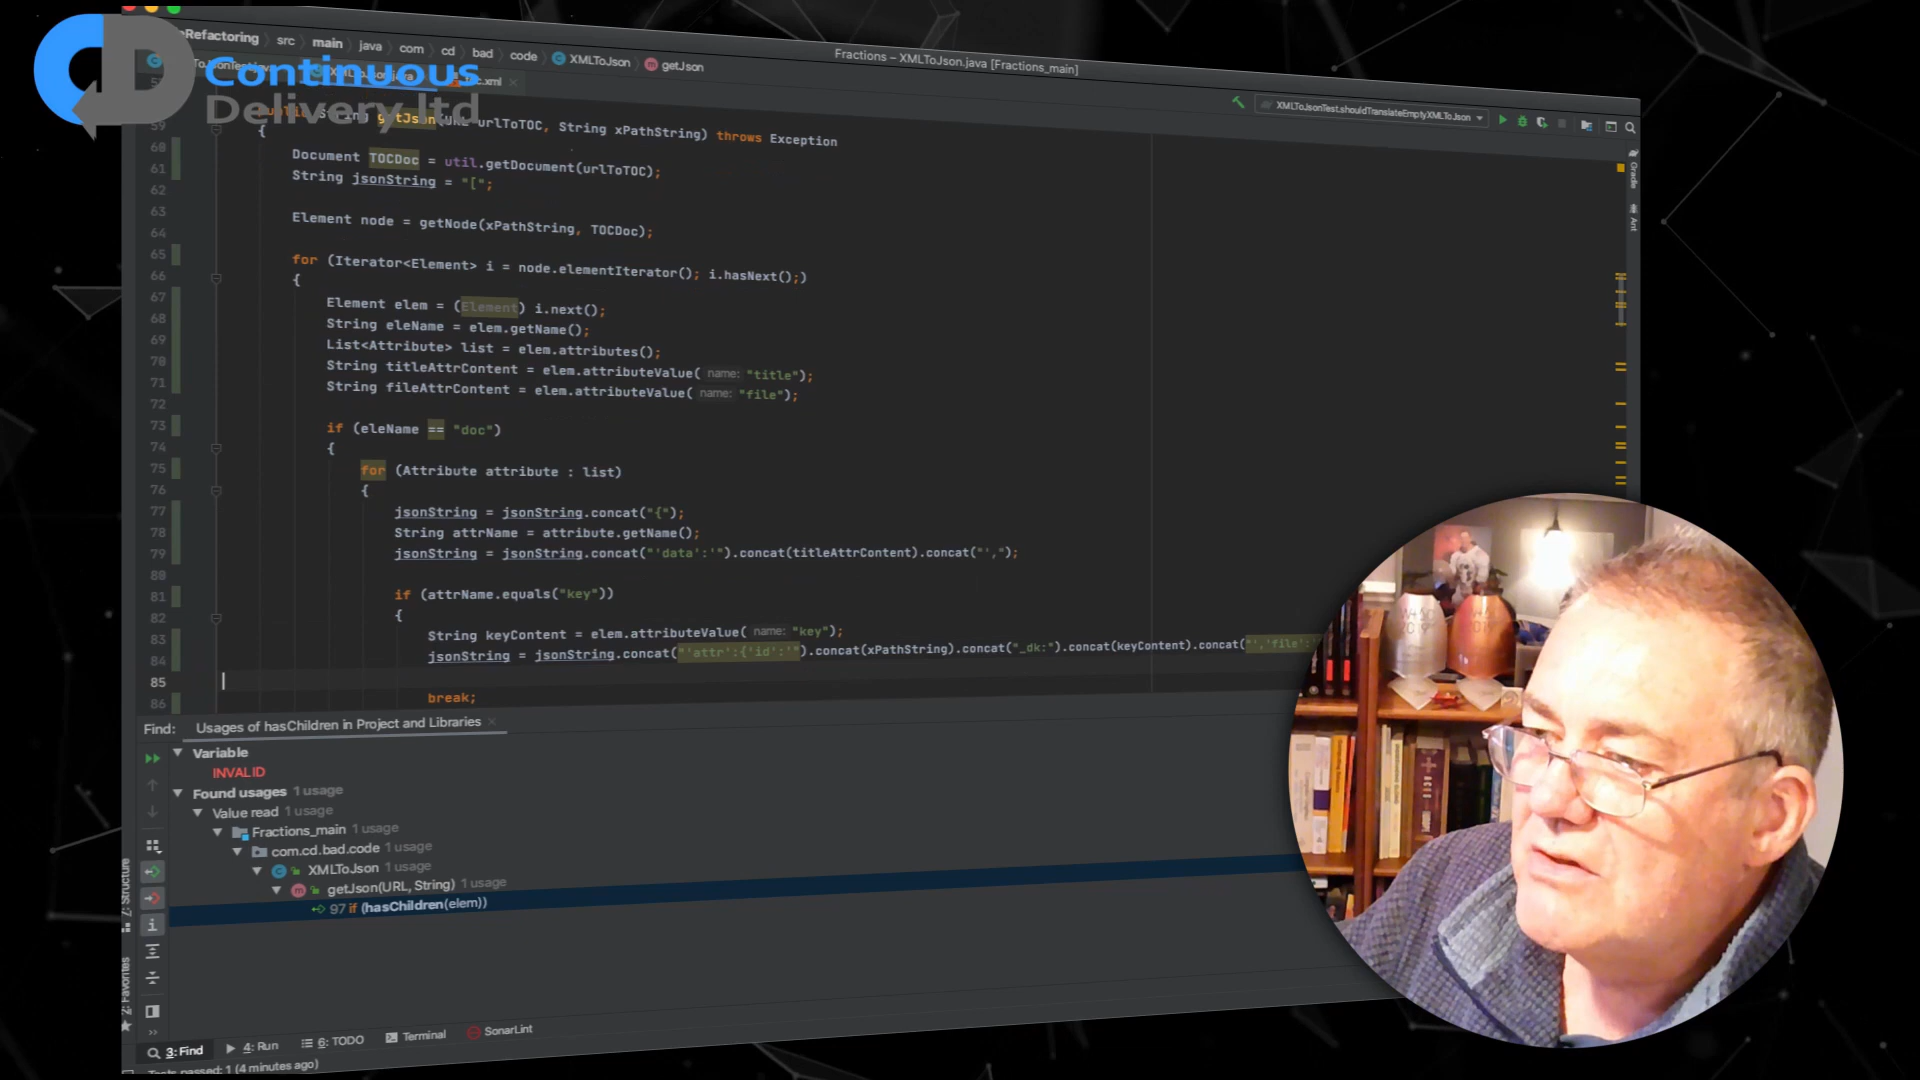 Continuous
Delivery ltd
Refactoring src main java com cd bad code XMLToJson getJson
Fractions – XMLToJson.java [Fractions_main]
XMLToJsonTest.shouldTranslateEmptyXMLToJson
Gradle
Ant
59 String getJson(URL urlToTOC, String xPathString) throws Exception
60 {
61 Document TOCDoc = util.getDocument(urlToTOC);
62 String jsonString = "[";
63
64 Element node = getNode(xPathString, TOCDoc);
65
66 for (Iterator<Element> i = node.elementIterator(); i.hasNext();)
67 {
68 Element elem = (Element) i.next();
69 String eleName = elem.getName();
70 List<Attribute> list = elem.attributes();
71 String titleAttrContent = elem.attributeValue( name: "title");
72 String fileAttrContent = elem.attributeValue( name: "file");
73 if (eleName == "doc")
74 {
75 for (Attribute attribute : list)
76 {
77 jsonString = jsonString.concat("{");
78 String attrName = attribute.getName();
79 jsonString = jsonString.concat("'data':'").concat(titleAttrContent).concat("',");
80
81 if (attrName.equals("key"))
82 {
83 String keyContent = elem.attributeValue( name: "key");
84 jsonString = jsonString.concat("'attr':{'id':'").concat(xPathString).concat("_dk:").concat(keyContent).concat("','file':'
85
86 break;
Find: Usages of hasChildren in Project and Libraries
Variable
INVALID
Found usages 1 usage
Value read 1 usage
Fractions_main 1 usage
com.cd.bad.code 1 usage
XMLToJson 1 usage
getJson(URL, String) 1 usage
97 if (hasChildren(elem))
7: Structure
2: Favorites
3: Find 4: Run 6: TODO Terminal SonarLint
Tests passed: 1 (4 minutes ago)